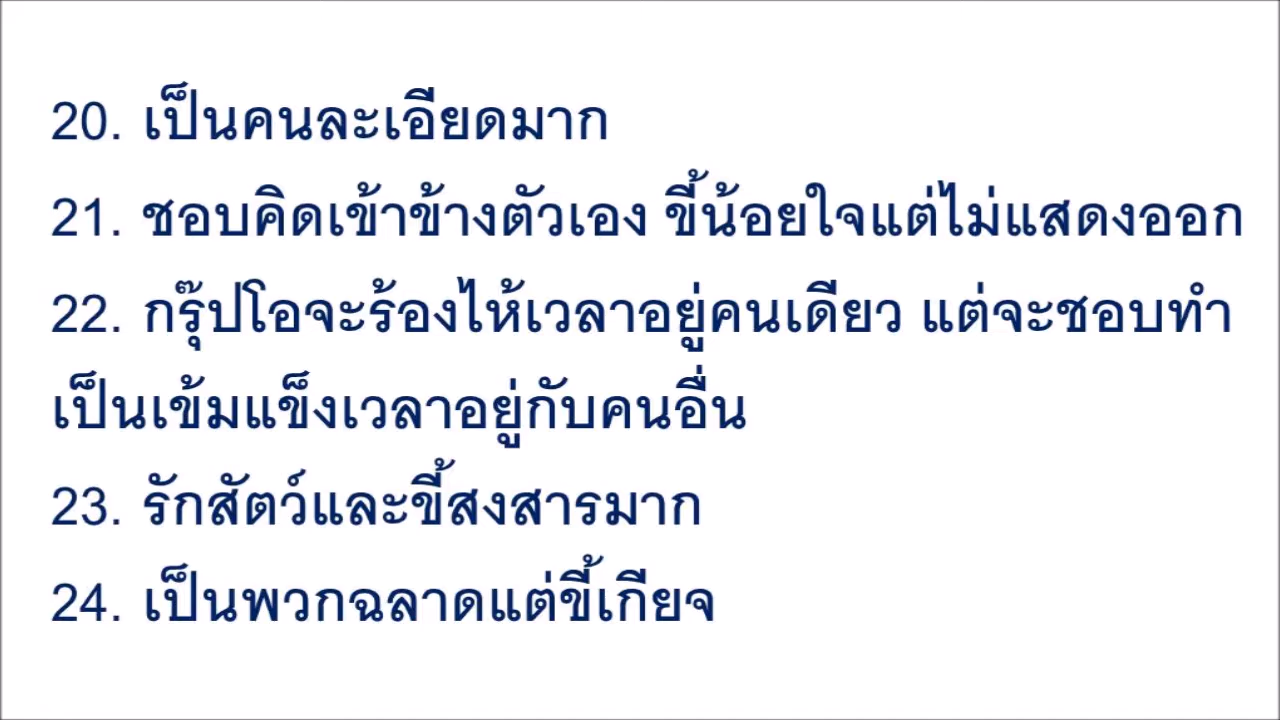 20. เป็นคนละเอียดมาก
21. ชอบคิดเข้าข้างตัวเอง ขี้น้อยใจแต่ไม่แสดงออก
22. กรุ๊ปโอจะร้องไห้เวลาอยู่คนเดียว แต่จะชอบทำ
เป็นเข้มแข็งเวลาอยู่กับคนอื่น
23. รักสัตว์และขี้สงสารมาก
24. เป็นพวกฉลาดแต่ขี้เกียจ